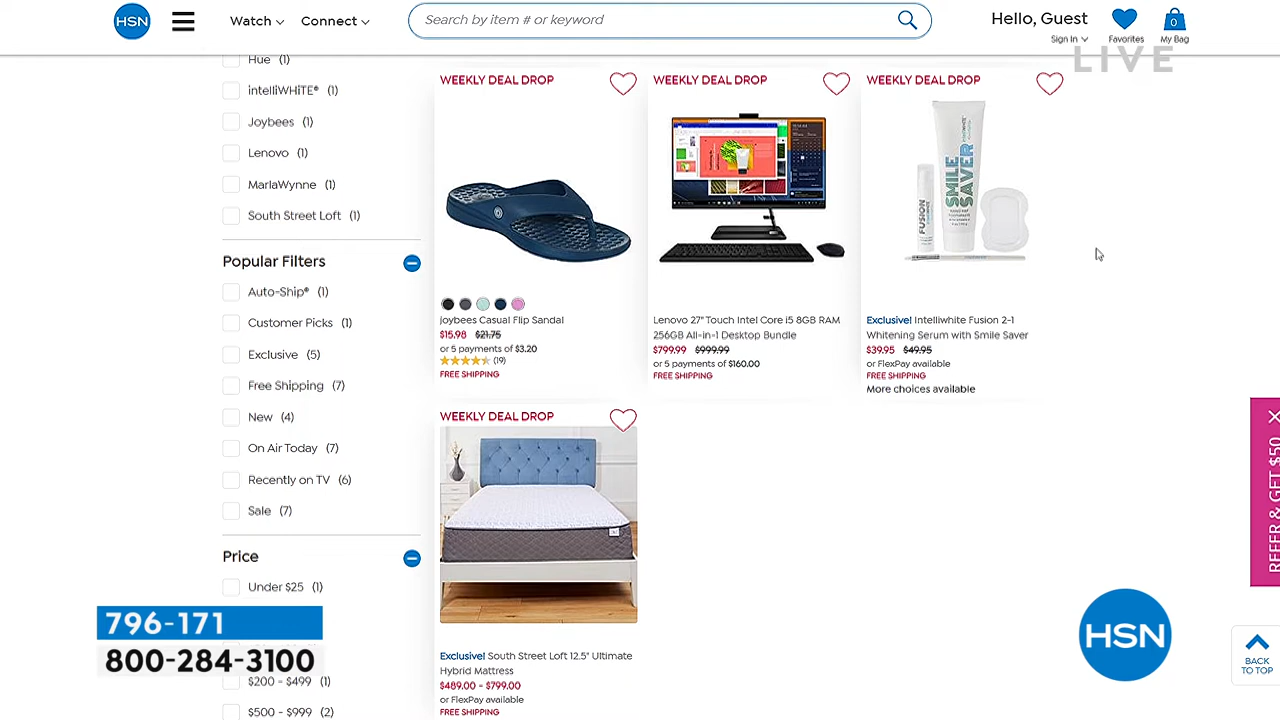 HSN
Watch
Connect
Search by item # or keyword
Hello, Guest
Sign In
Favorites
0
My Bag
LIVE
Hue (1)
intelliWHiTE® (1)
Joybees (1)
Lenovo (1)
MarlaWynne (1)
South Street Loft (1)
Popular Filters
Auto-Ship® (1)
Customer Picks (1)
Exclusive (5)
Free Shipping (7)
New (4)
On Air Today (7)
Recently on TV (6)
Sale (7)
Price
Under $25 (1)
$200 - $499 (1)
$500 - $999 (2)
WEEKLY DEAL DROP
Joybees Casual Flip Sandal
$15.98 $21.75
or 5 payments of $3.20
(19)
FREE SHIPPING
WEEKLY DEAL DROP
Lenovo 27" Touch Intel Core i5 8GB RAM
256GB All-in-1 Desktop Bundle
$799.99 $999.99
or 5 payments of $160.00
FREE SHIPPING
WEEKLY DEAL DROP
SMILE
SAVER
FUSION
Exclusive! Intelliwhite Fusion 2-1
Whitening Serum with Smile Saver
$39.95 $49.95
or FlexPay available
FREE SHIPPING
More choices available
WEEKLY DEAL DROP
Exclusive! South Street Loft 12.5" Ultimate
Hybrid Mattress
$489.00 - $799.00
or FlexPay available
FREE SHIPPING
REFER & GET $50
BACK
TO TOP
796-171
800-284-3100
HSN